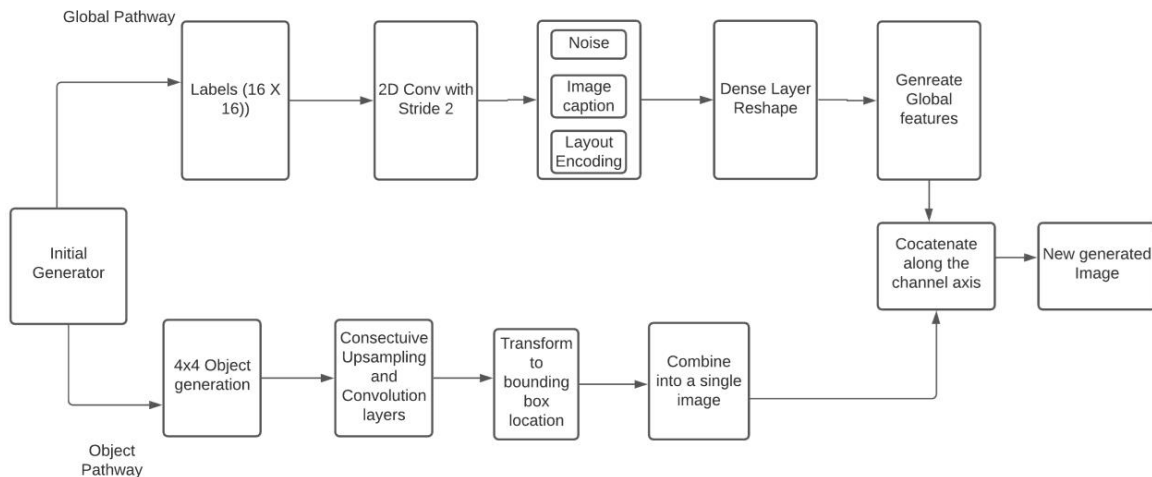 Global Pathway
Labels (16 X
16))
2D Conv with
Stride 2
Noise
Image
caption
Layout
Encoding
Dense Layer
Reshape
Genreate
Global
features
Initial
Generator
Cocatenate
along the
channel axis
New generated
Image
4x4 Object
generation
Consectuive
Upsampling
and
Convolution
layers
Transform
to
bounding
box
location
Combine
into a single
image
Object
Pathway